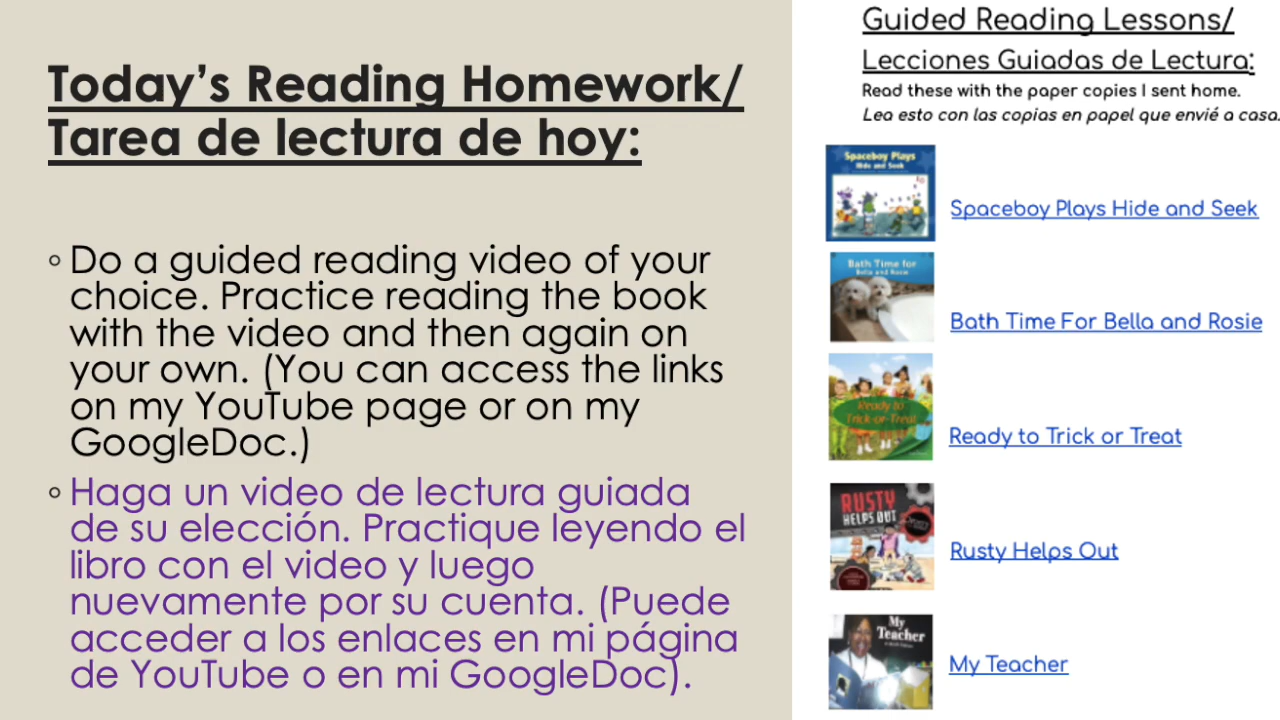 Today's Reading Homework/
Tarea de lectura de hoy:
◦ Do a guided reading video of your
choice. Practice reading the book
with the video and then again on
your own. (You can access the links
on my YouTube page or on my
GoogleDoc.)
◦ Haga un video de lectura guiada
de su elección. Practique leyendo el
libro con el video y luego
nuevamente por su cuenta. (Puede
acceder a los enlaces en mi página
de YouTube o en mi GoogleDoc).
Guided Reading Lessons/
Lecciones Guiadas de Lectura:
Read these with the paper copies I sent home.
Lea esto con las copias en papel que envié a casa.
Spaceboy Plays
Hide and Seek
Spaceboy Plays Hide and Seek
Bath Time for
Bella and Rosie
Bath Time For Bella and Rosie
Ready to
Trick-or-Treat
Ready to Trick or Treat
RUSTY
HELPS OUT
Rusty Helps Out
My
Teacher
My Teacher